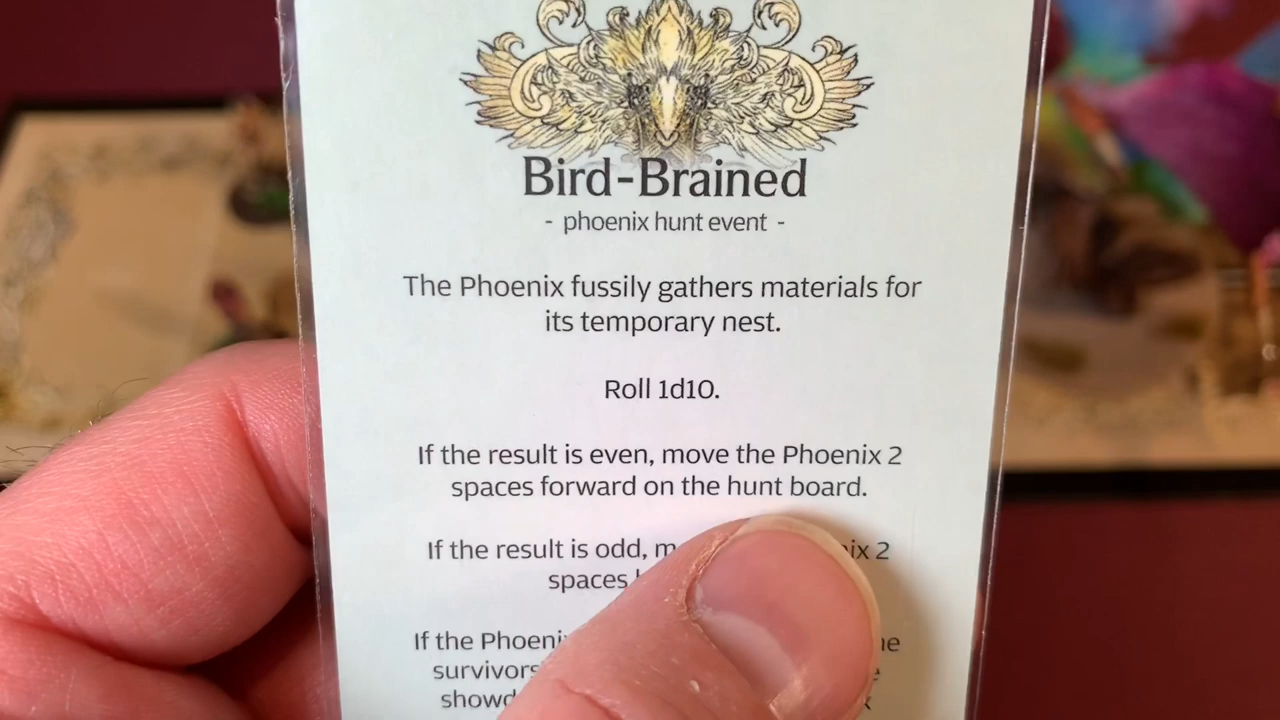 Bird-Brained
- phoenix hunt event -
The Phoenix fussily gathers materials for
its temporary nest.
Roll 1d10.
If the result is even, move the Phoenix 2
spaces forward on the hunt board.
If the result is odd, 2
spaces
If the
survivors